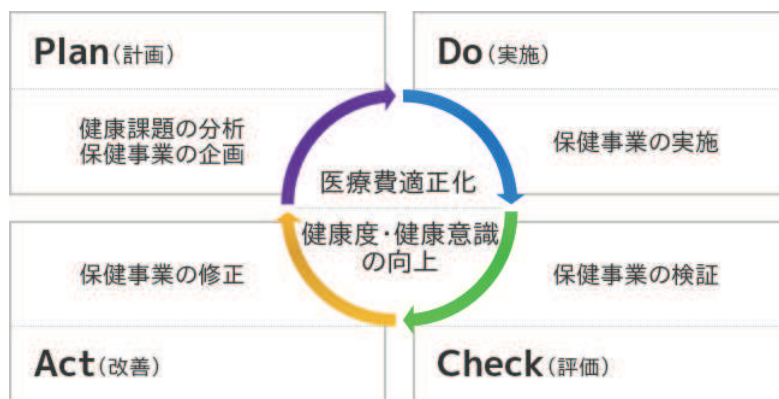 Plan(計画)
健康課題の分析
保健事業の企画
Do(実施)
保健事業の実施
医療費適正化
健康度・健康意識
の向上
保健事業の修正
Act(改善)
保健事業の検証
Check(評価)